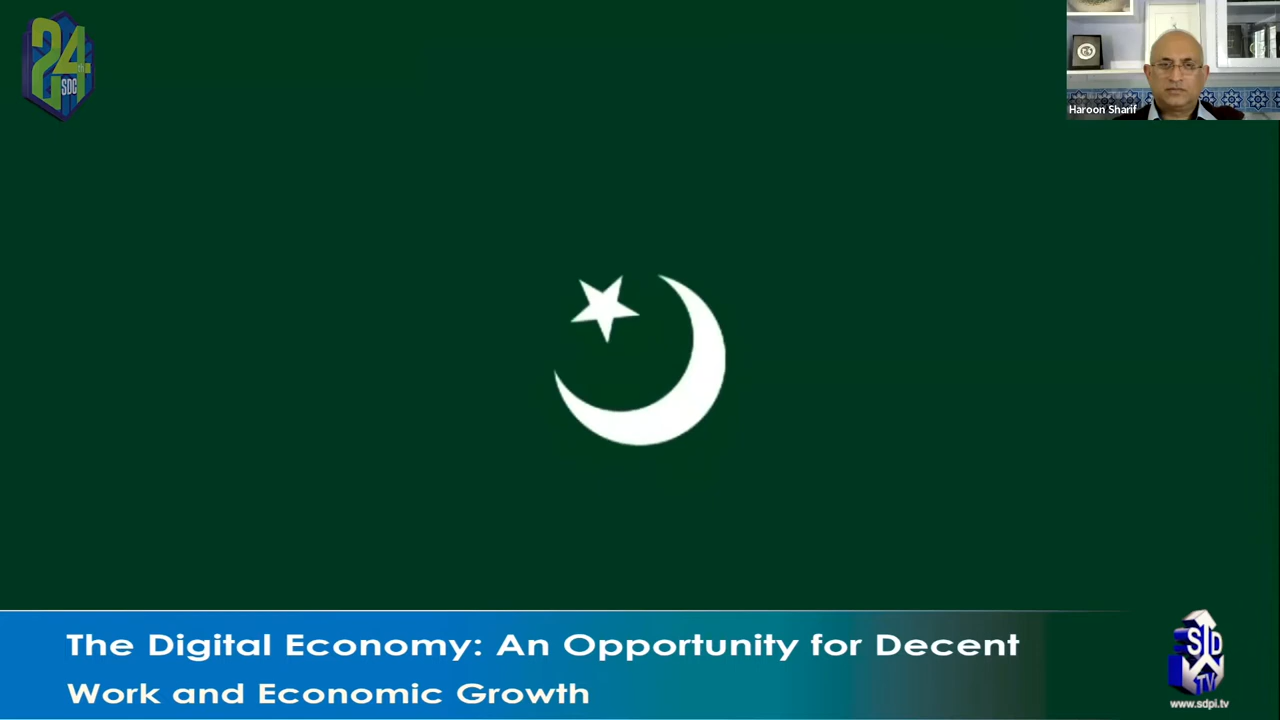 24th
SDC
Haroon Sharif
The Digital Economy: An Opportunity for Decent
Work and Economic Growth
SD
TV
www.sdpi.tv